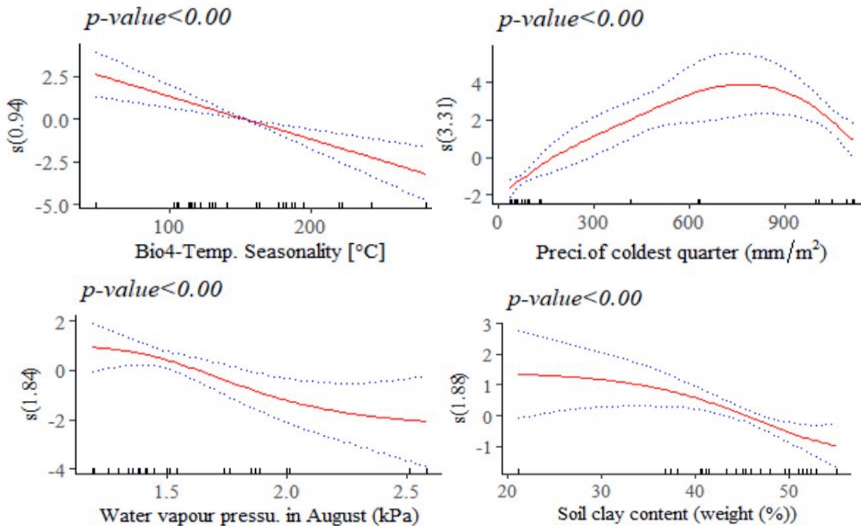 p-value<0.00
2.5
0.0
-2.5
-5.0
s(0.94)
100
200
Bio4-Temp. Seasonality [°C]
p-value<0.00
4
2
0
-2
s(3.31)
0
300
600
900
Preci.of coldest quarter (mm/m²)
p-value<0.00
2
0
-2
-4
s(1.84)
1.5
2.0
2.5
Water vapour pressu. in August (kPa)
p-value<0.00
3
2
1
0
-1
s(1.88)
20
30
40
50
Soil clay content (weight (%))